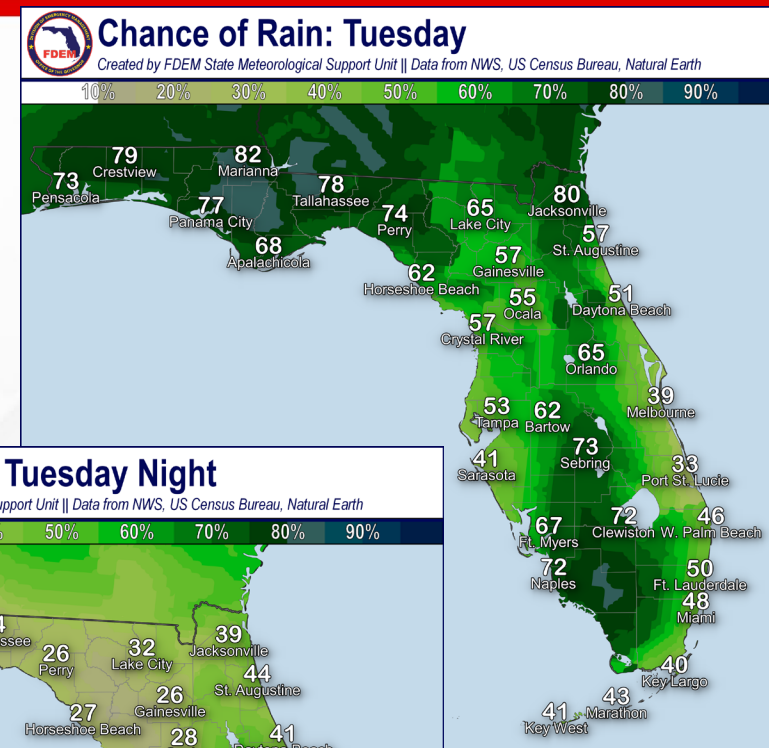 Chance of Rain: Tuesday
FDEM
Created by FDEM State Meteorological Support Unit || Data from NWS, US Census Bureau, Natural Earth
10% 20% 30% 40% 50% 60% 70% 80% 90%
79
Crestview
82
Marianna
73
Pensacola
78
Tallahassee
77
Panama City
74
Perry
65
Lake City
80
Jacksonville
68
Apalachicola
57
St. Augustine
57
Gainesville
62
Horseshoe Beach
55
Ocala
51
Daytona Beach
57
Crystal River
65
Orlando
39
Melbourne
53
Tampa
62
Bartow
73
Sebring
41
Sarasota
33
Port St. Lucie
67
Ft. Myers
72
Clewiston
46
W. Palm Beach
72
Naples
50
Ft. Lauderdale
48
Miami
40
Key Largo
43
Marathon
41
Key West
Tuesday Night
upport Unit || Data from NWS, US Census Bureau, Natural Earth
% 50% 60% 70% 80% 90%
4
ssee
26
Perry
32
Lake City
39
Jacksonville
44
St. Augustine
26
Gainesville
27
Horseshoe Beach
28
41
Daytona Beach